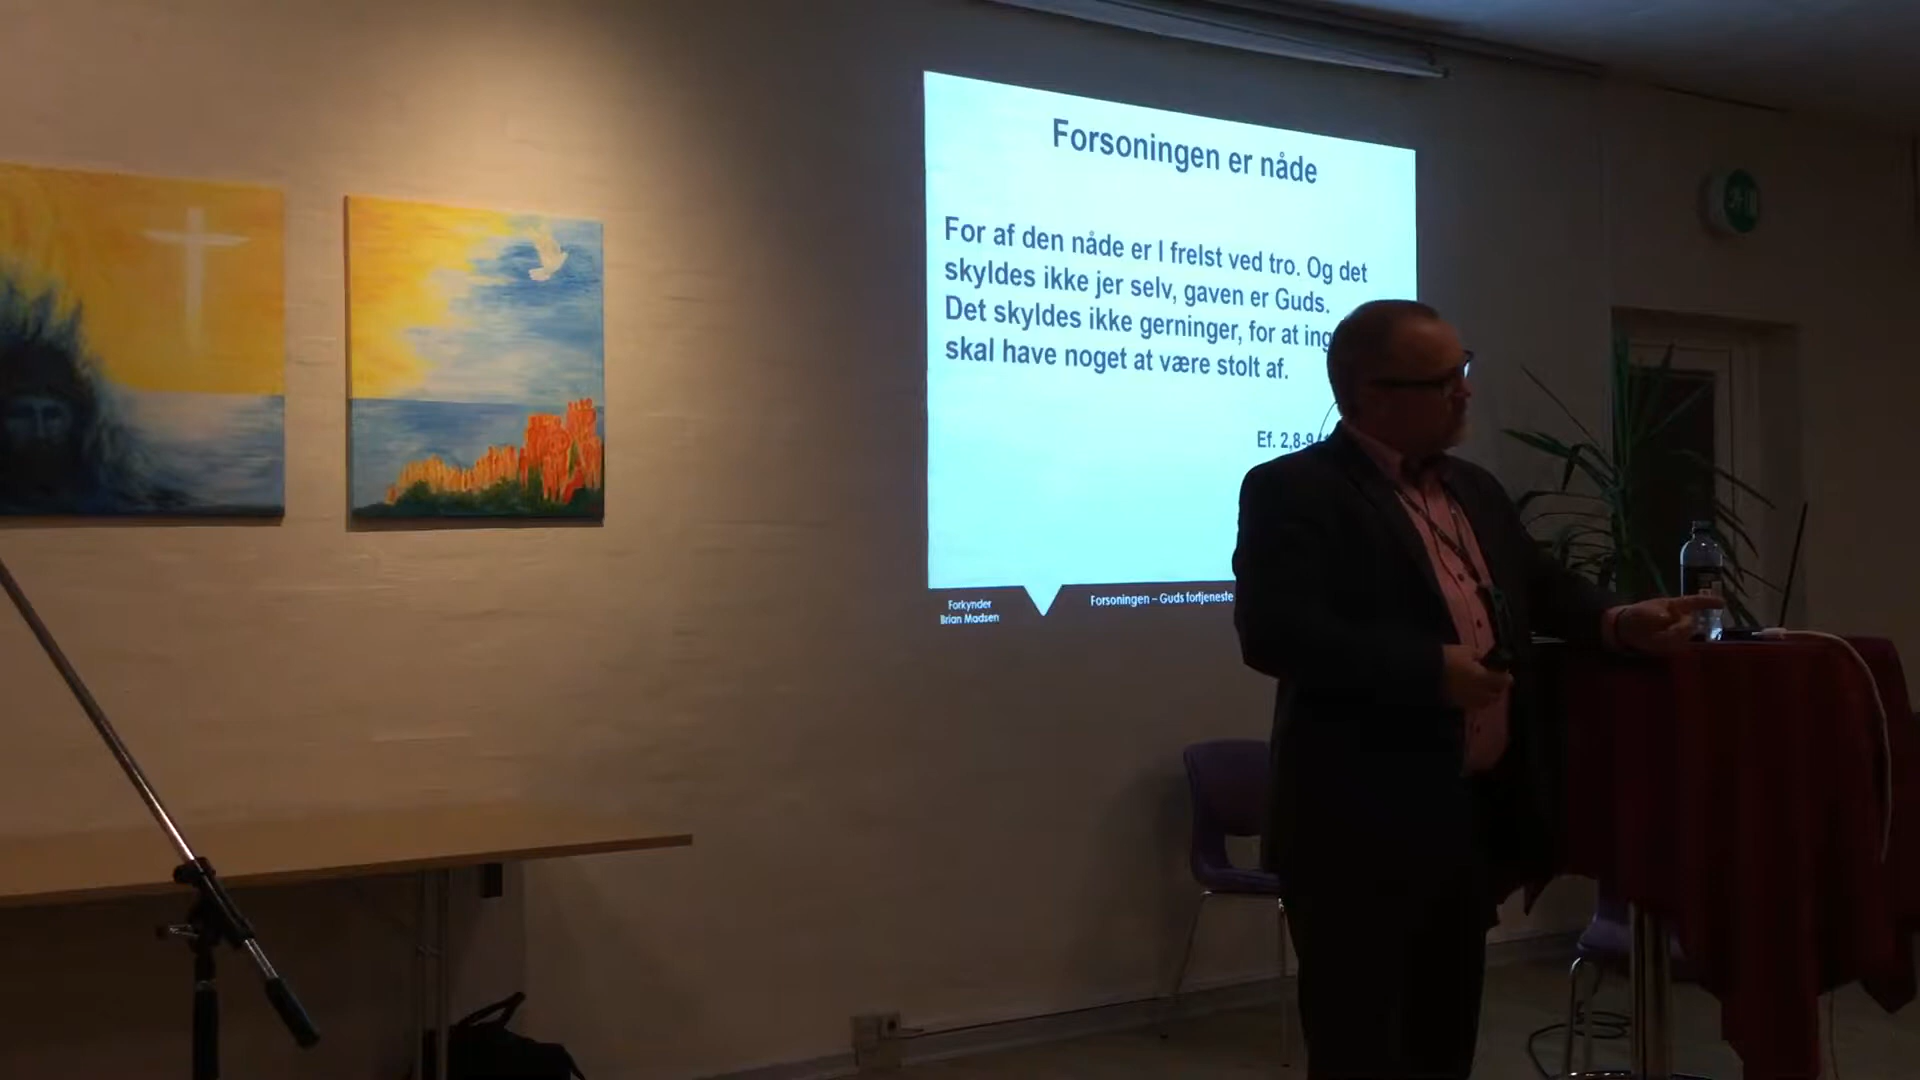 Forsoningen er nåde
For af den nåde er I frelst ved tro. Og det
skyldes ikke jer selv, gaven er Guds.
Det skyldes ikke gerninger, for at
skal have noget at være stolt af.
Ef. 2,8-9
Forkynder
Brian Madsen
Forsoningen – Guds fortjeneste